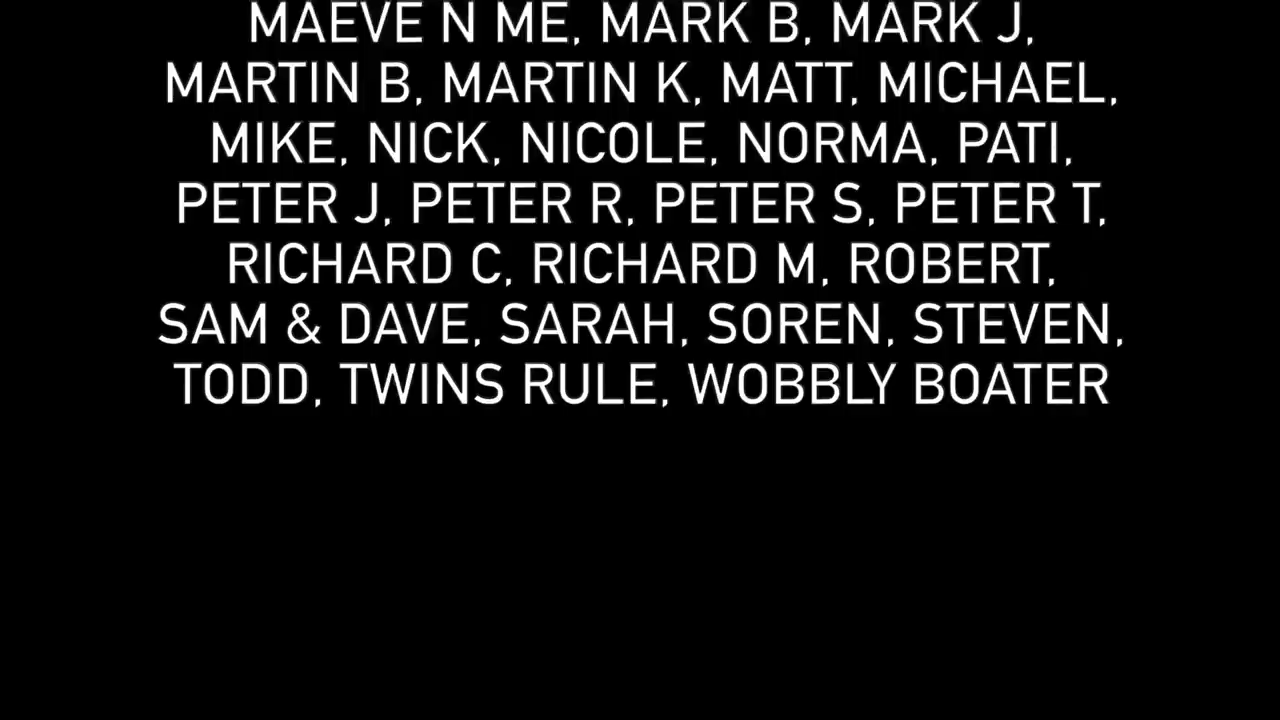 MAEVE N ME, MARK B, MARK J,
MARTIN B, MARTIN K, MATT, MICHAEL,
MIKE, NICK, NICOLE, NORMA, PATI,
PETER J, PETER R, PETER S, PETER T,
RICHARD C, RICHARD M, ROBERT,
SAM & DAVE, SARAH, SOREN, STEVEN,
TODD, TWINS RULE, WOBBLY BOATER